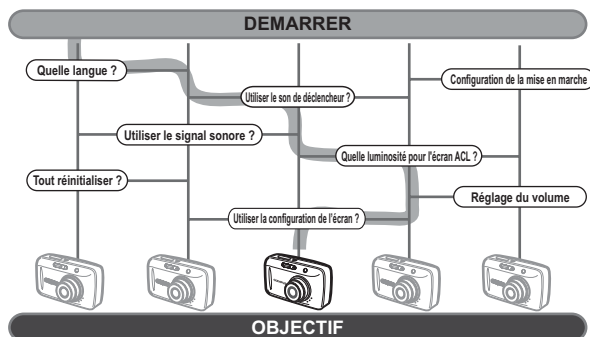 DEMARRER
Quelle langue ?
Configuration de la mise en marche
Utiliser le son de déclencheur ?
Utiliser le signal sonore ?
Quelle luminosité pour l'écran ACL ?
Tout réinitialiser ?
Réglage du volume
Utiliser la configuration de l'écran ?
OBJECTIF